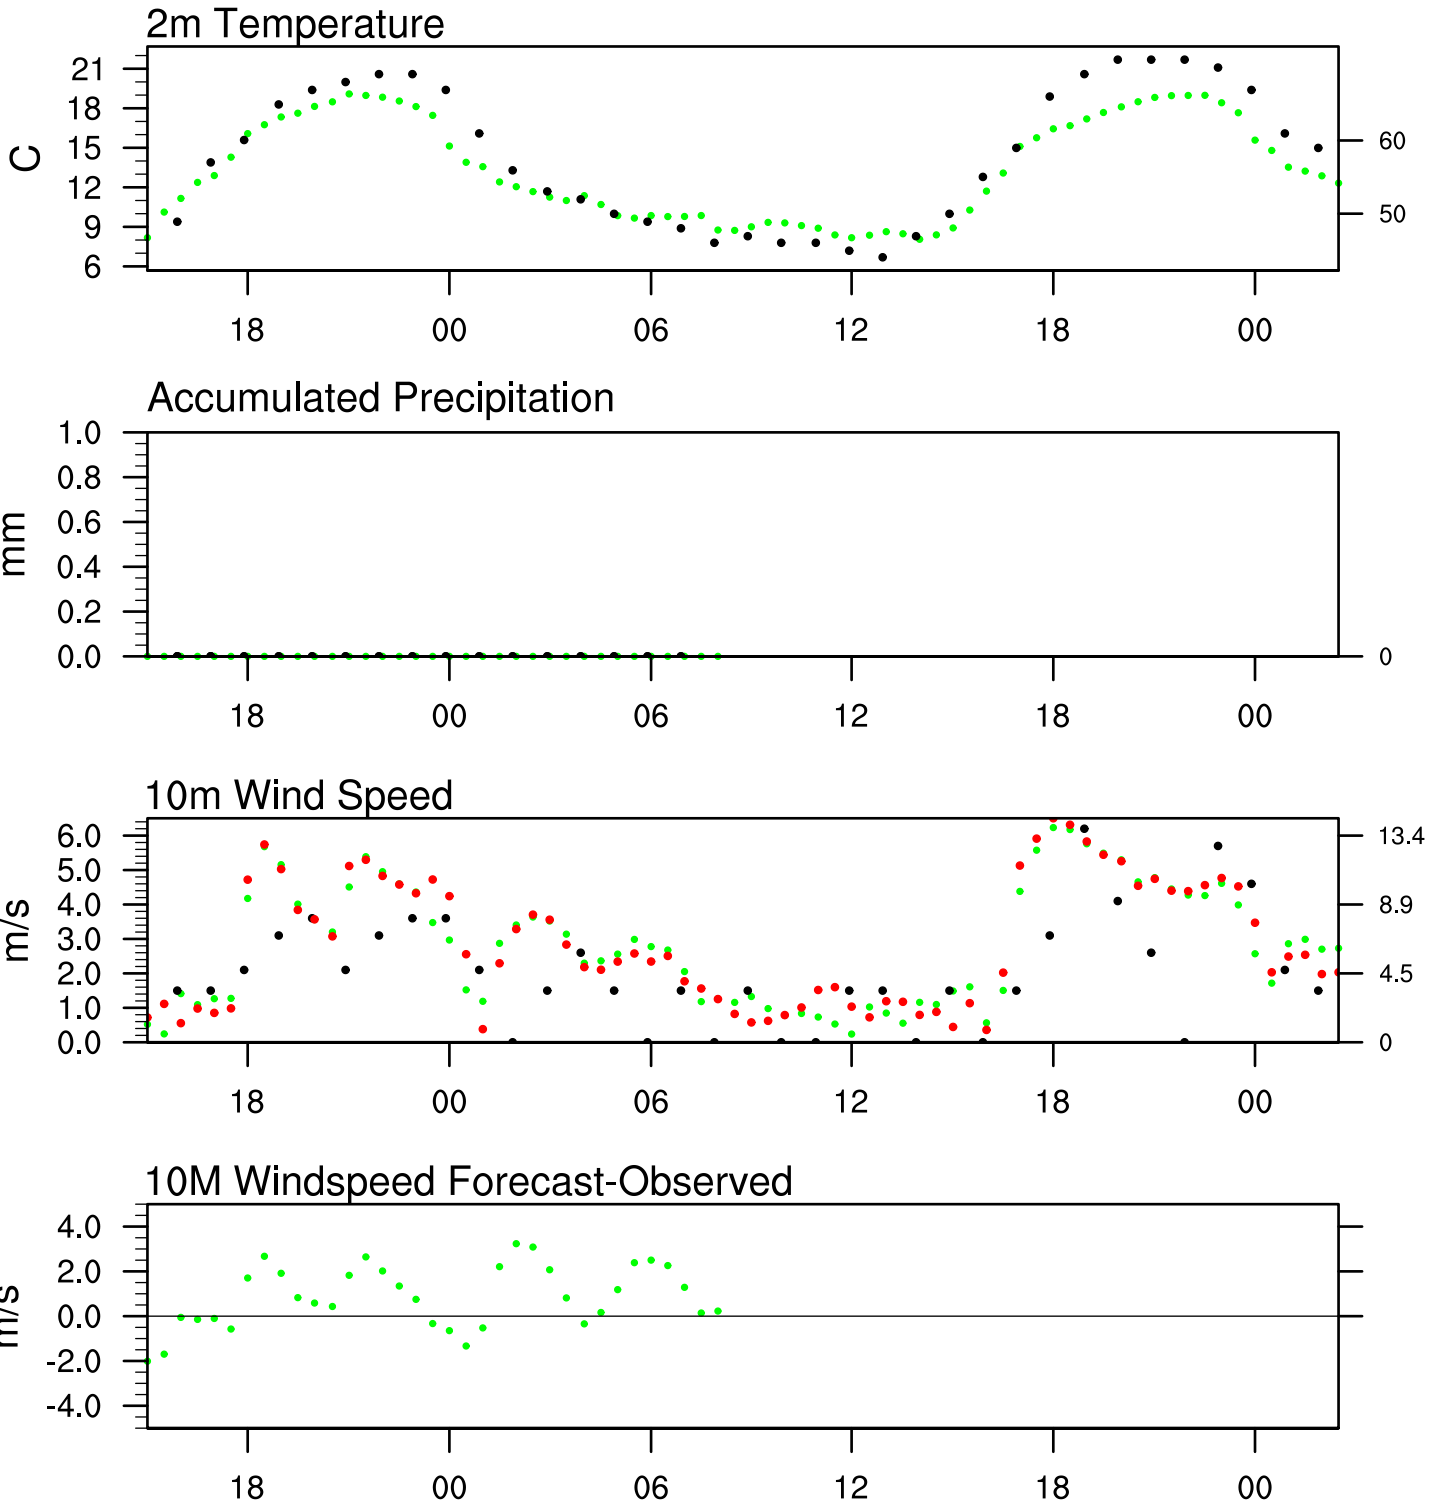 2m Temperature
21
18
15
12
9
6
C
60
50
18 00 06 12 18 00
Accumulated Precipitation
1.0
0.8
0.6
0.4
0.2
0.0
mm
0
18 00 06 12 18 00
10m Wind Speed
6.0
5.0
4.0
3.0
2.0
1.0
0.0
m/s
13.4
8.9
4.5
0
18 00 06 12 18 00
10M Windspeed Forecast-Observed
4.0
2.0
0.0
-2.0
-4.0
m/s
18 00 06 12 18 00